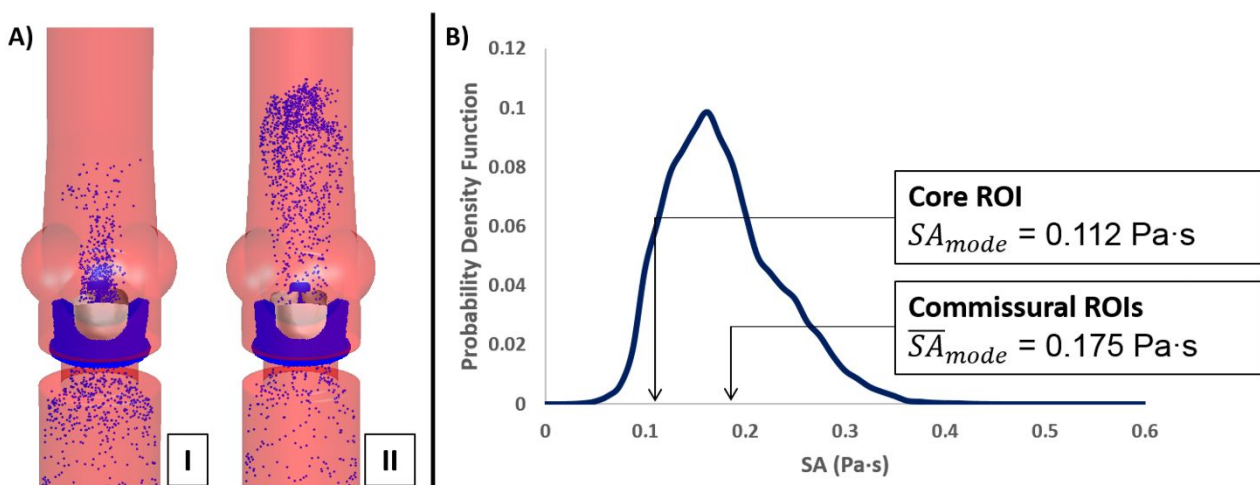 A)
I
II
B)
Probability Density Function
0.12
0.1
0.08
0.06
0.04
0.02
0
0 0.1 0.2 0.3 0.4 0.5 0.6
SA (Pa·s)
Core ROI
SA_mode = 0.112 Pa·s
Commissural ROIs
S̅A̅_mode = 0.175 Pa·s